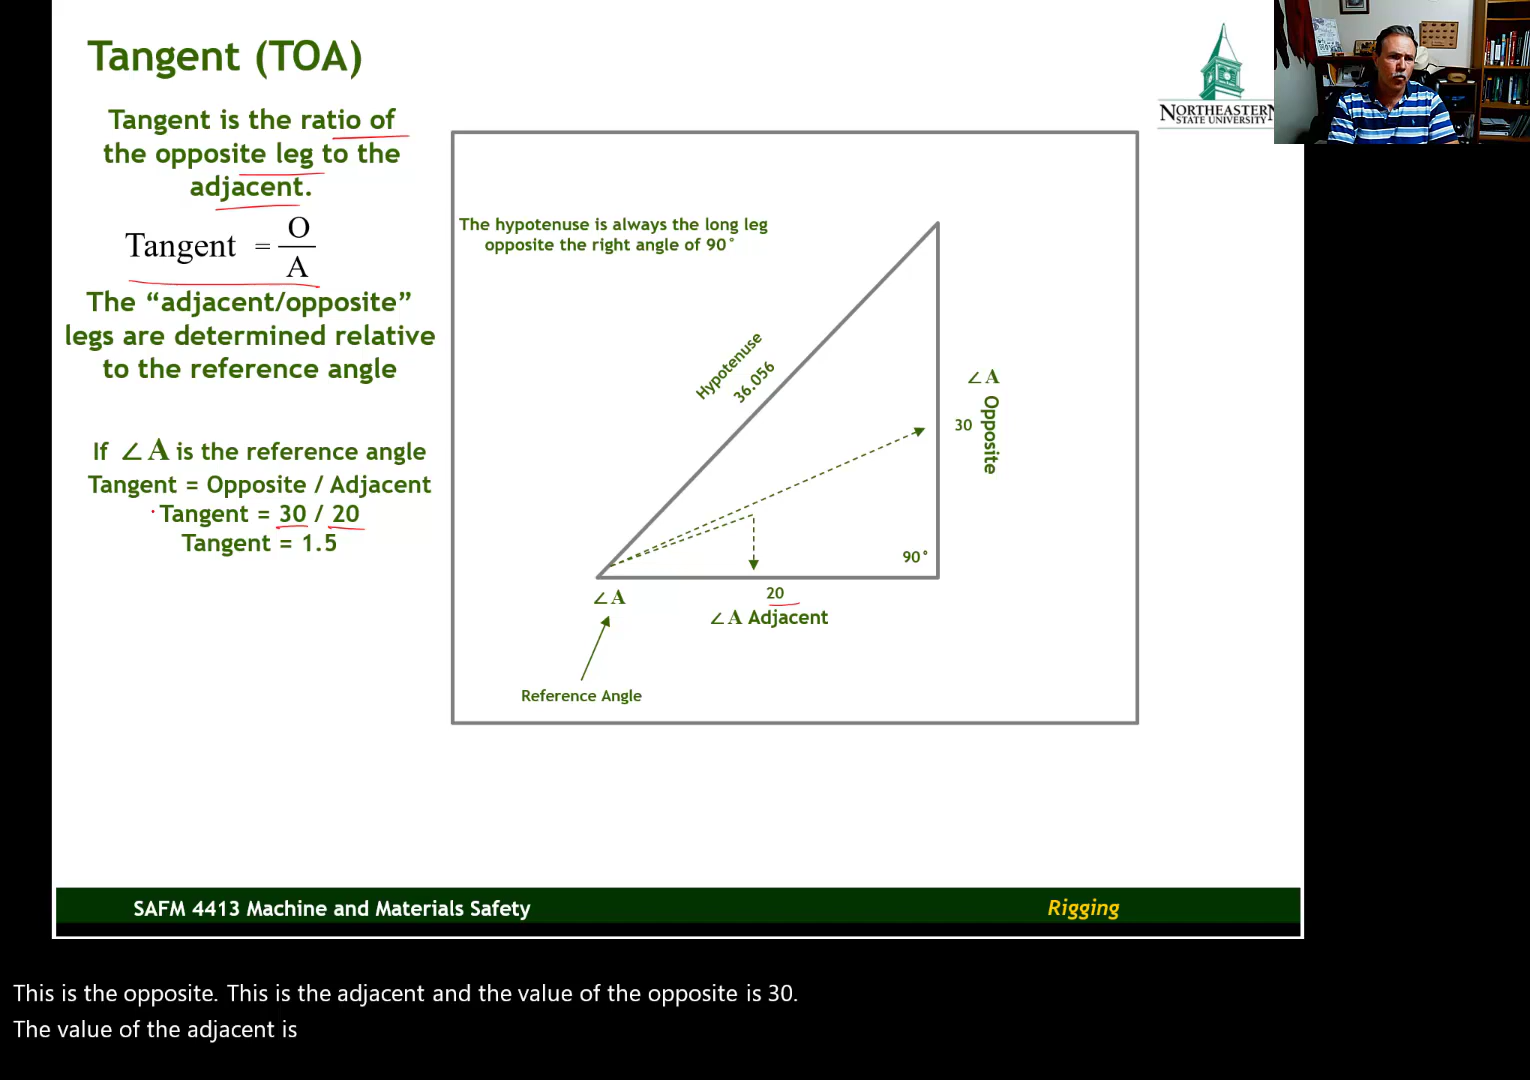 Tangent (TOA)
Tangent is the ratio of
the opposite leg to the
adjacent.
Tangent = O
A
The “adjacent/opposite”
legs are determined relative
to the reference angle
If ∠A is the reference angle
Tangent = Opposite / Adjacent
Tangent = 30 / 20
Tangent = 1.5
NORTHEASTERN
STATE UNIVERSITY
The hypotenuse is always the long leg
opposite the right angle of 90°
Hypotenuse
36.056
∠A
Opposite
30
90°
∠A
20
∠A Adjacent
Reference Angle
SAFM 4413 Machine and Materials Safety
Rigging
This is the opposite. This is the adjacent and the value of the opposite is 30.
The value of the adjacent is